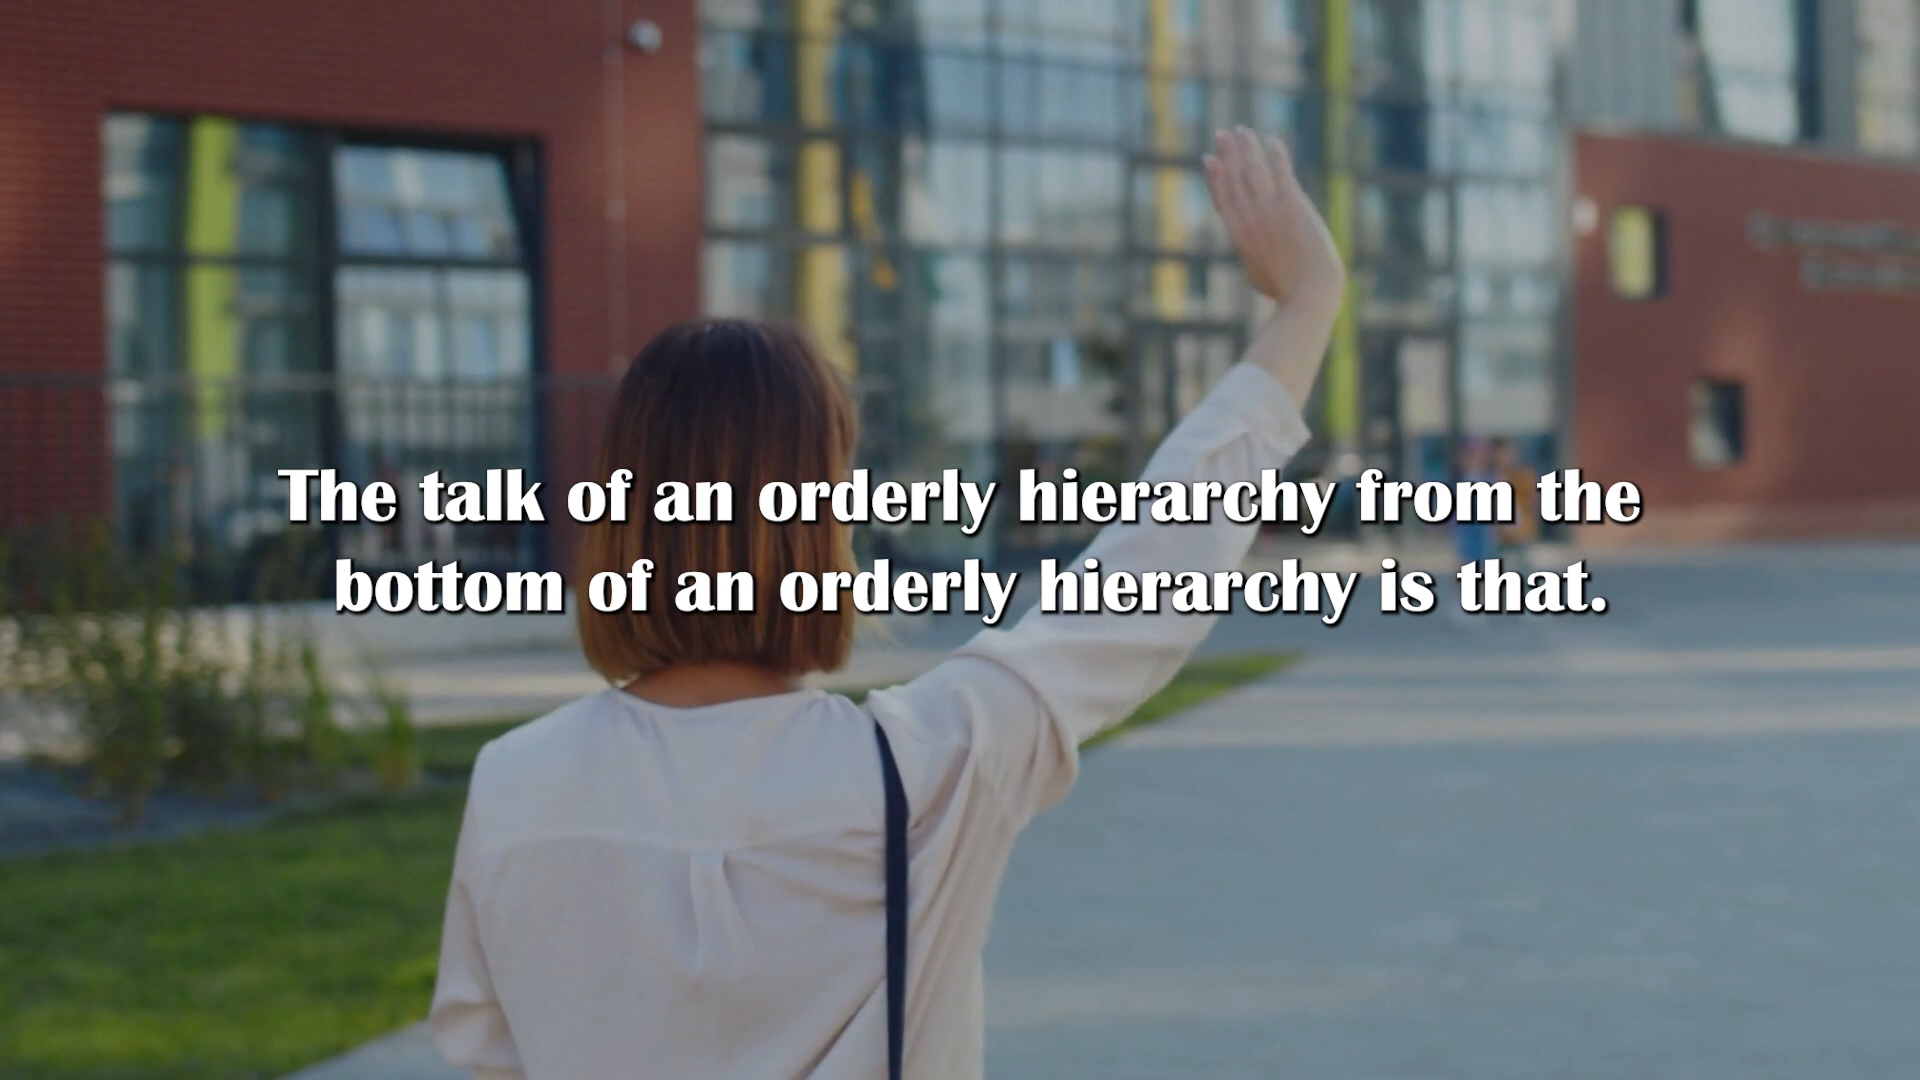 The talk of an orderly hierarchy from the
bottom of an orderly hierarchy is that.